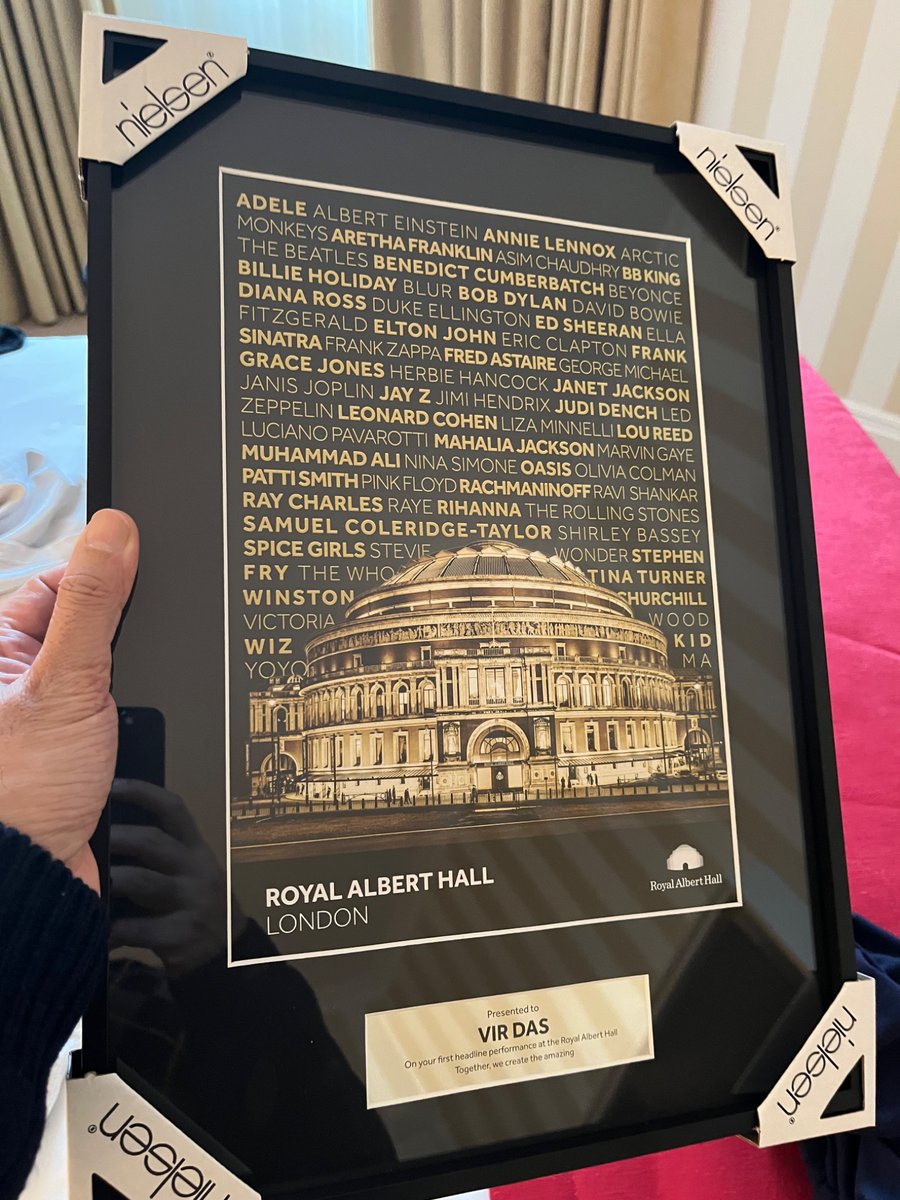 nielsen®
nielsen®
ADELE ALBERT EINSTEIN ANNIE LENNOX ARCTIC
MONKEYS ARETHA FRANKLIN ASIM CHAUDHRY BB KING
THE BEATLES BENEDICT CUMBERBATCH BEYONCE
BILLIE HOLIDAY BLUR BOB DYLAN DAVID BOWIE
DIANA ROSS DUKE ELLINGTON ED SHEERAN ELLA
FITZGERALD ELTON JOHN ERIC CLAPTON FRANK
SINATRA FRANK ZAPPA FRED ASTAIRE GEORGE MICHAEL
GRACE JONES HERBIE HANCOCK JANET JACKSON
JANIS JOPLIN JAY Z JIMI HENDRIX JUDI DENCH LED
ZEPPELIN LEONARD COHEN LIZA MINNELLI LOU REED
LUCIANO PAVAROTTI MAHALIA JACKSON MARVIN GAYE
MUHAMMAD ALI NINA SIMONE OASIS OLIVIA COLMAN
PATTI SMITH PINK FLOYD RACHMANINOFF RAVI SHANKAR
RAY CHARLES RAYE RIHANNA THE ROLLING STONES
SAMUEL COLERIDGE-TAYLOR SHIRLEY BASSEY
SPICE GIRLS STEVIE WONDER STEPHEN
FRY THE WHO TINA TURNER
WINSTON CHURCHILL
VICTORIA WOOD
WIZ KID
YOYO MA
ROYAL ALBERT HALL
LONDON
Royal Albert Hall
Presented to
VIR DAS
On your first headline performance at the Royal Albert Hall
Together, we create the amazing
nielsen®
nielsen®